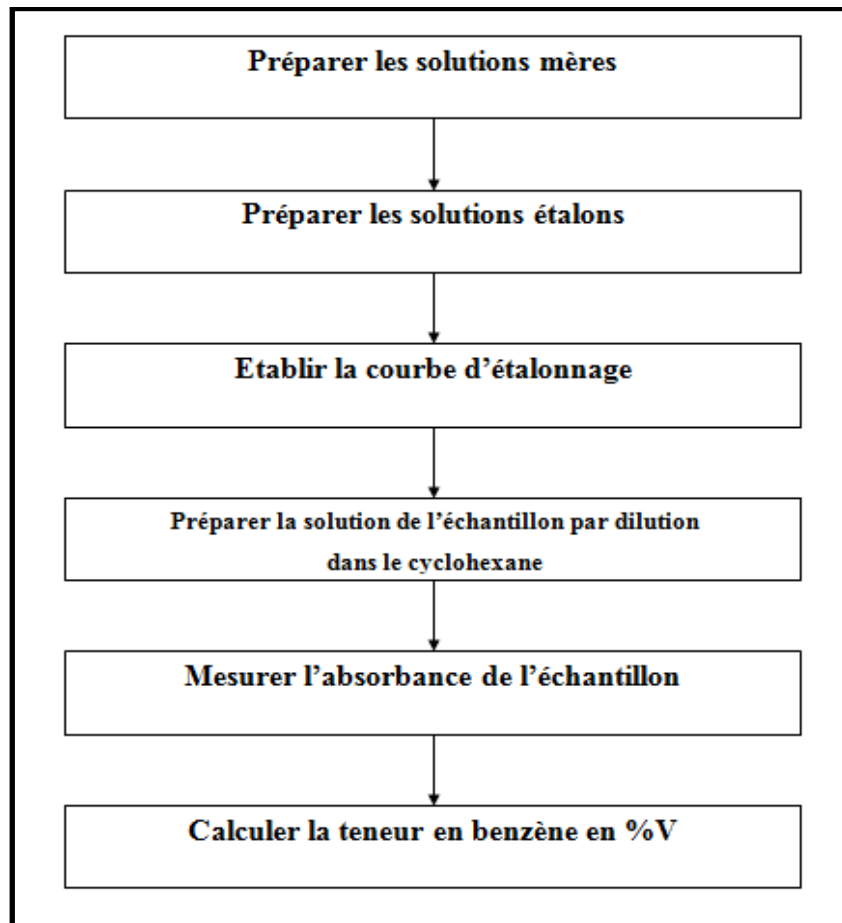 Préparer les solutions mères
Préparer les solutions étalons
Etablir la courbe d’étalonnage
Préparer la solution de l’échantillon par dilution
dans le cyclohexane
Mesurer l’absorbance de l’échantillon
Calculer la teneur en benzène en %V